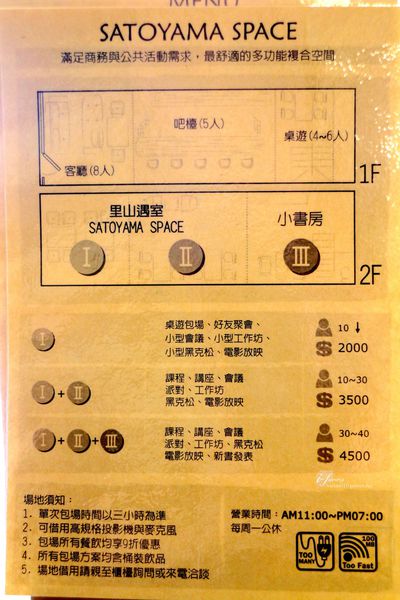 MENU
SATOYAMA SPACE
滿足商務與公共活動需求，最舒適的多功能複合空間
吧檯(5人)
桌遊(4~6人)
客廳(8人)
1F
里山遇室
SATOYAMA SPACE
小書房
I
II
III
2F
I
桌遊包場、好友聚會、
小型會議、小型工作坊、
小型黑克松、電影放映
10 ↓
$ 2000
I + II
課程、講座、會議
派對、工作坊
黑克松、電影放映
10~30
$ 3500
I + II + III
課程、講座、會議
派對、工作坊、黑克松
電影放映、新書發表
30~40
$ 4500
場地須知：
1. 單次包場時間以三小時為準
2. 可借用高規格投影機與麥克風
3. 包場所有餐飲均享9折優惠
4. 所有包場方案均含桶裝飲品
5. 場地借用請親至櫃檯詢問或來電洽談
營業時間：AM11:00~PM07:00
每周一公休
TOO MANY
100 MB
Too Fast